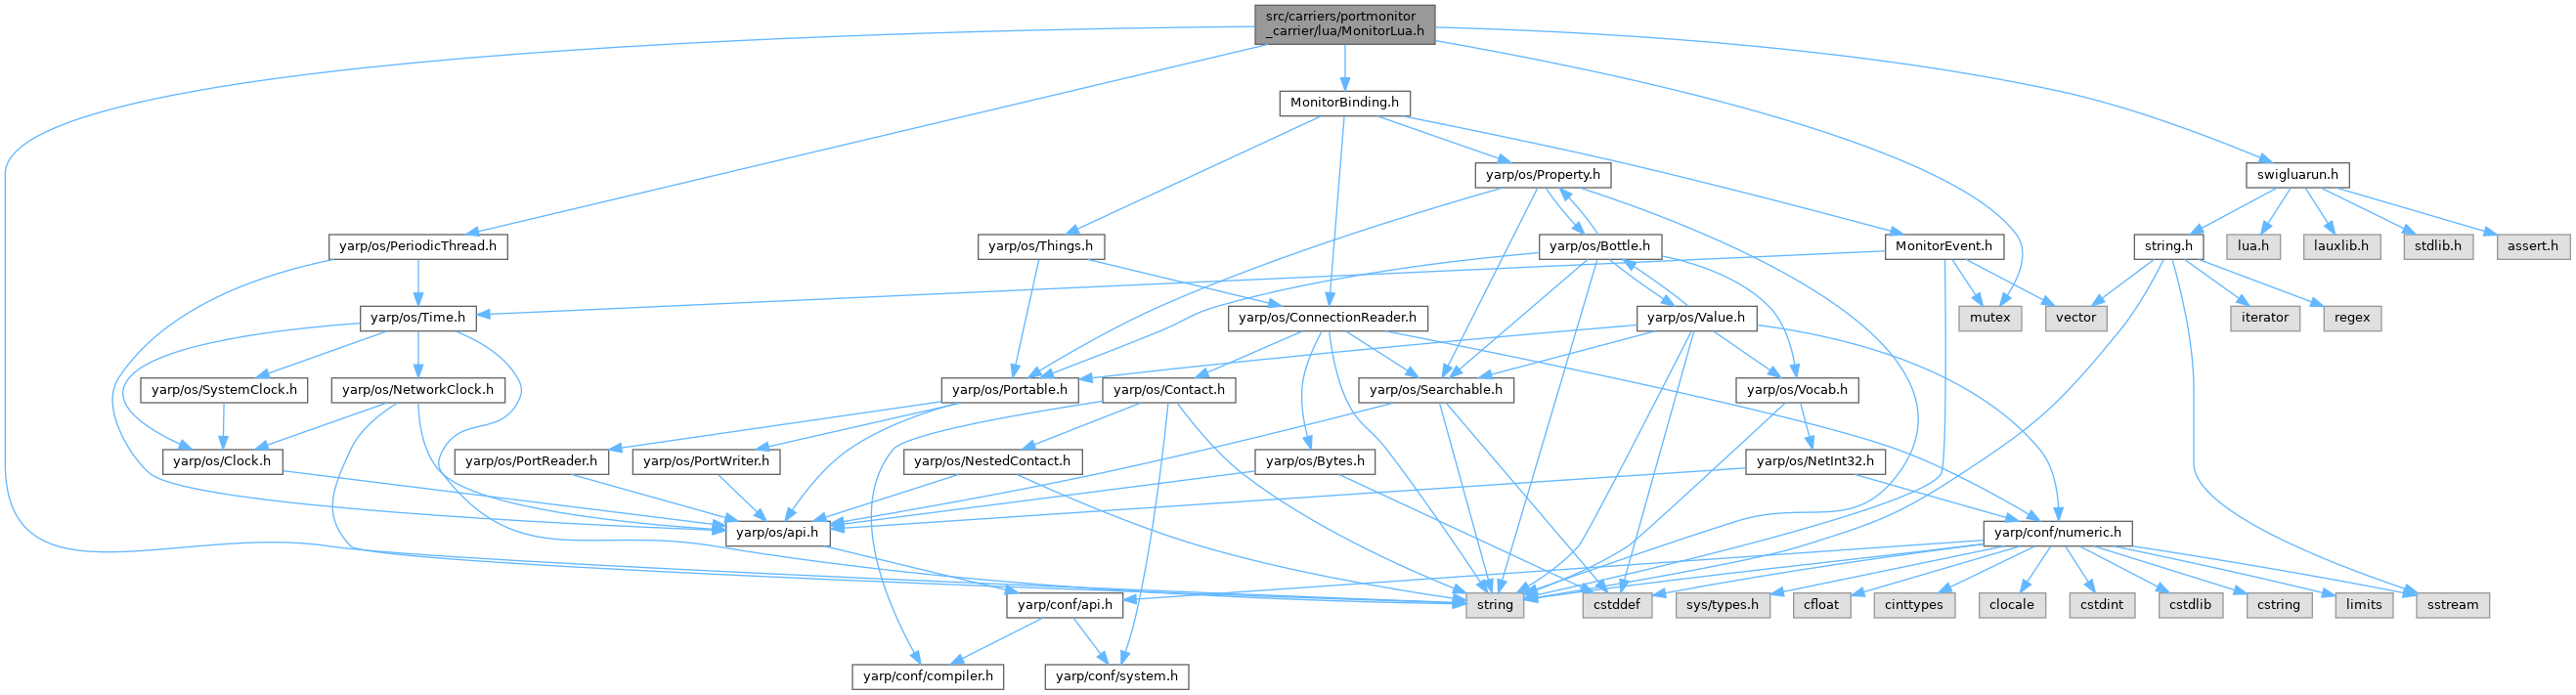 src/carriers/portmonitor
_carrier/lua/MonitorLua.h
MonitorBinding.h
yarp/os/Property.h
swigluarun.h
yarp/os/PeriodicThread.h
yarp/os/Things.h
yarp/os/Bottle.h
MonitorEvent.h
string.h
lua.h
lauxlib.h
stdlib.h
assert.h
yarp/os/Time.h
yarp/os/ConnectionReader.h
yarp/os/Value.h
mutex
vector
iterator
regex
yarp/os/SystemClock.h
yarp/os/NetworkClock.h
yarp/os/Portable.h
yarp/os/Contact.h
yarp/os/Searchable.h
yarp/os/Vocab.h
yarp/os/Clock.h
yarp/os/PortReader.h
yarp/os/PortWriter.h
yarp/os/NestedContact.h
yarp/os/Bytes.h
yarp/os/NetInt32.h
yarp/os/api.h
yarp/conf/numeric.h
yarp/conf/api.h
string
cstddef
sys/types.h
cfloat
cinttypes
clocale
cstdint
cstdlib
cstring
limits
sstream
yarp/conf/compiler.h
yarp/conf/system.h